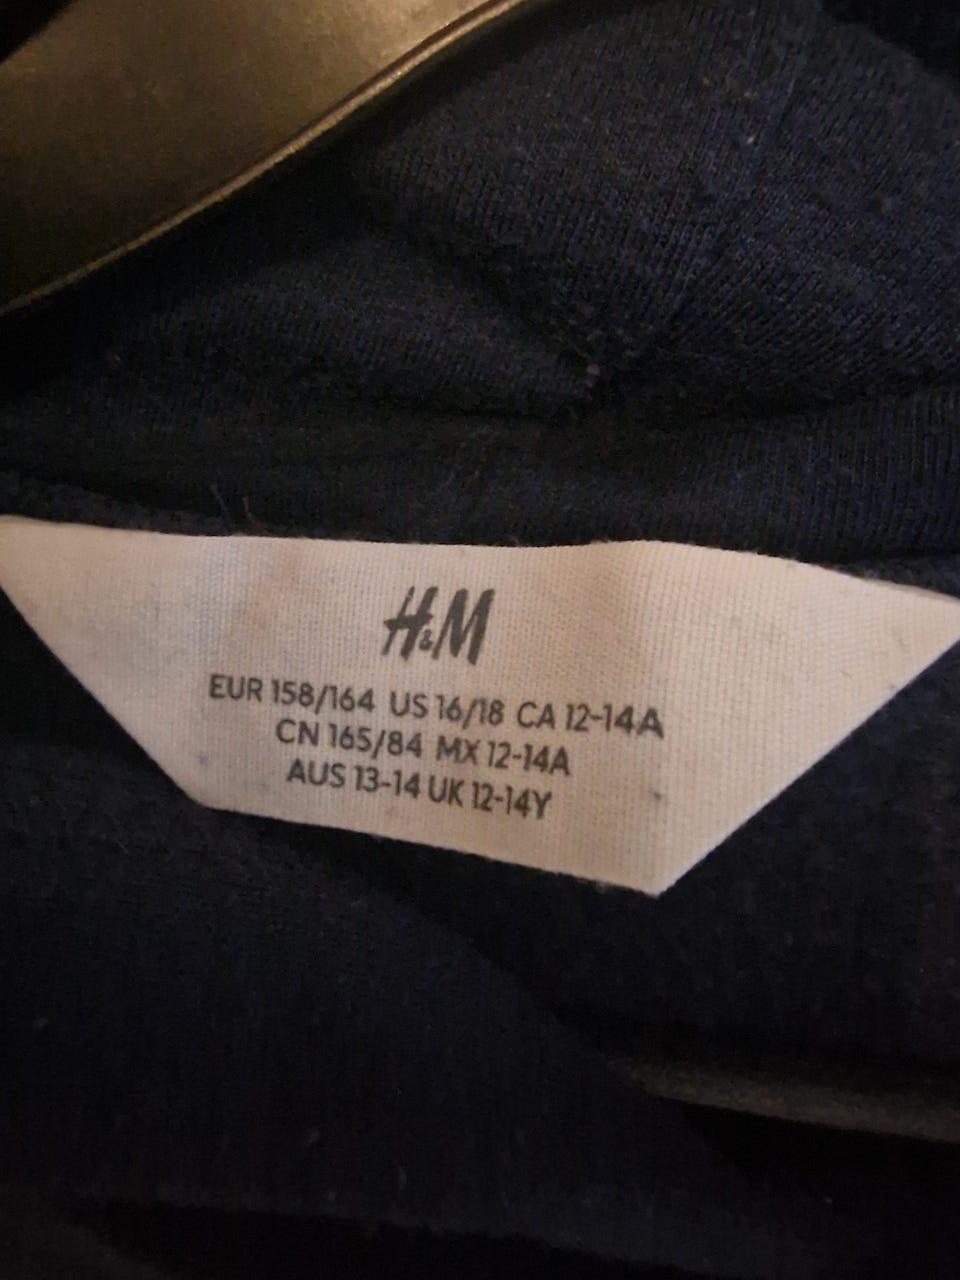 H&M
EUR 158/164 US 16/18 CA 12-14A
CN 165/84 MX 12-14A
AUS 13-14 UK 12-14Y